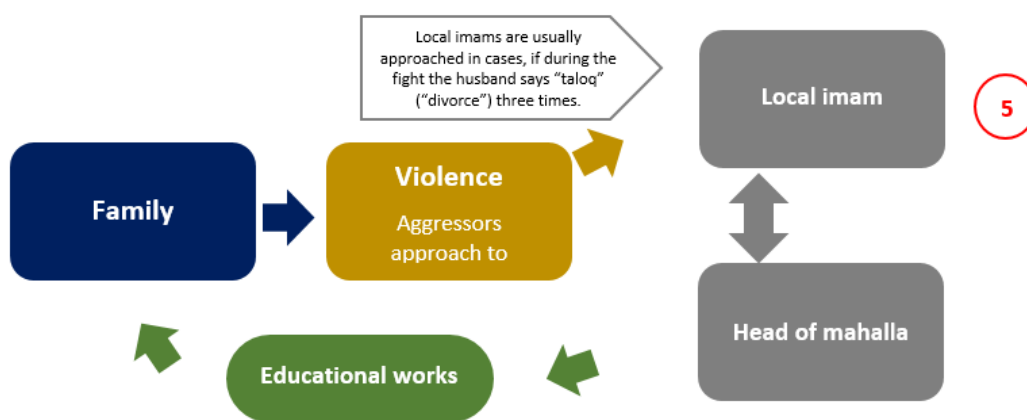 Local imams are usually
approached in cases, if during the
fight the husband says “taloq”
(“divorce”) three times.
Local imam
5
Family
Violence
Aggressors
approach to
Head of mahalla
Educational works